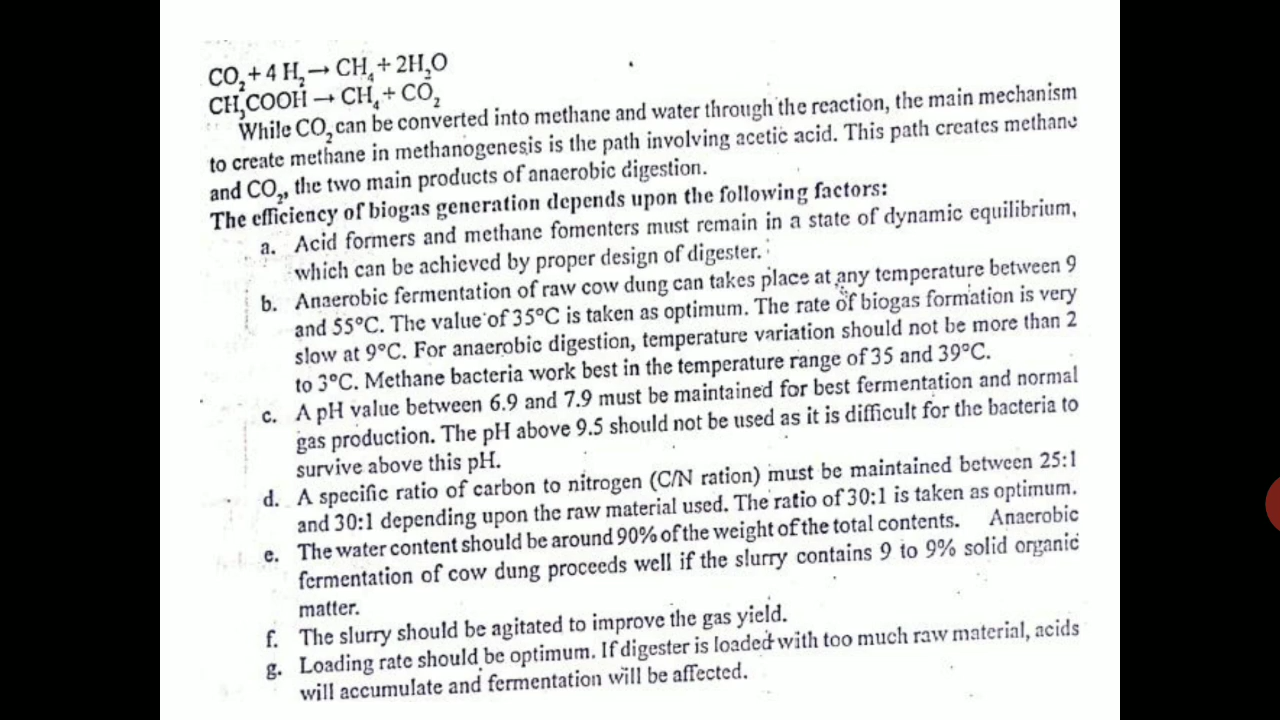 CO₂ + 4 H₂ → CH₄ + 2H₂O
CH₃COOH → CH₄ + CO₂
While CO₂ can be converted into methane and water through the reaction, the main mechanism
to create methane in methanogenesis is the path involving acetic acid. This path creates methane
and CO₂, the two main products of anaerobic digestion.
The efficiency of biogas generation depends upon the following factors:
a. Acid formers and methane fomenters must remain in a state of dynamic equilibrium,
which can be achieved by proper design of digester.
b. Anaerobic fermentation of raw cow dung can takes place at any temperature between 9
and 55°C. The value of 35°C is taken as optimum. The rate of biogas formation is very
slow at 9°C. For anaerobic digestion, temperature variation should not be more than 2
to 3°C. Methane bacteria work best in the temperature range of 35 and 39°C.
c. A pH value between 6.9 and 7.9 must be maintained for best fermentation and normal
gas production. The pH above 9.5 should not be used as it is difficult for the bacteria to
survive above this pH.
d. A specific ratio of carbon to nitrogen (C/N ration) must be maintained between 25:1
and 30:1 depending upon the raw material used. The ratio of 30:1 is taken as optimum.
e. The water content should be around 90% of the weight of the total contents. Anaerobic
fermentation of cow dung proceeds well if the slurry contains 9 to 9% solid organic
matter.
f. The slurry should be agitated to improve the gas yield.
g. Loading rate should be optimum. If digester is loaded with too much raw material, acids
will accumulate and fermentation will be affected.